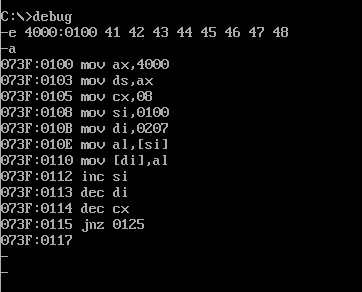 C:\>debug
-e 4000:0100 41 42 43 44 45 46 47 48
-a
073F:0100 mov ax,4000
073F:0103 mov ds,ax
073F:0105 mov cx,08
073F:0108 mov si,0100
073F:010B mov di,0207
073F:010E mov al,[si]
073F:0110 mov [di],al
073F:0112 inc si
073F:0113 dec di
073F:0114 dec cx
073F:0115 jnz 0125
073F:0117
-
-